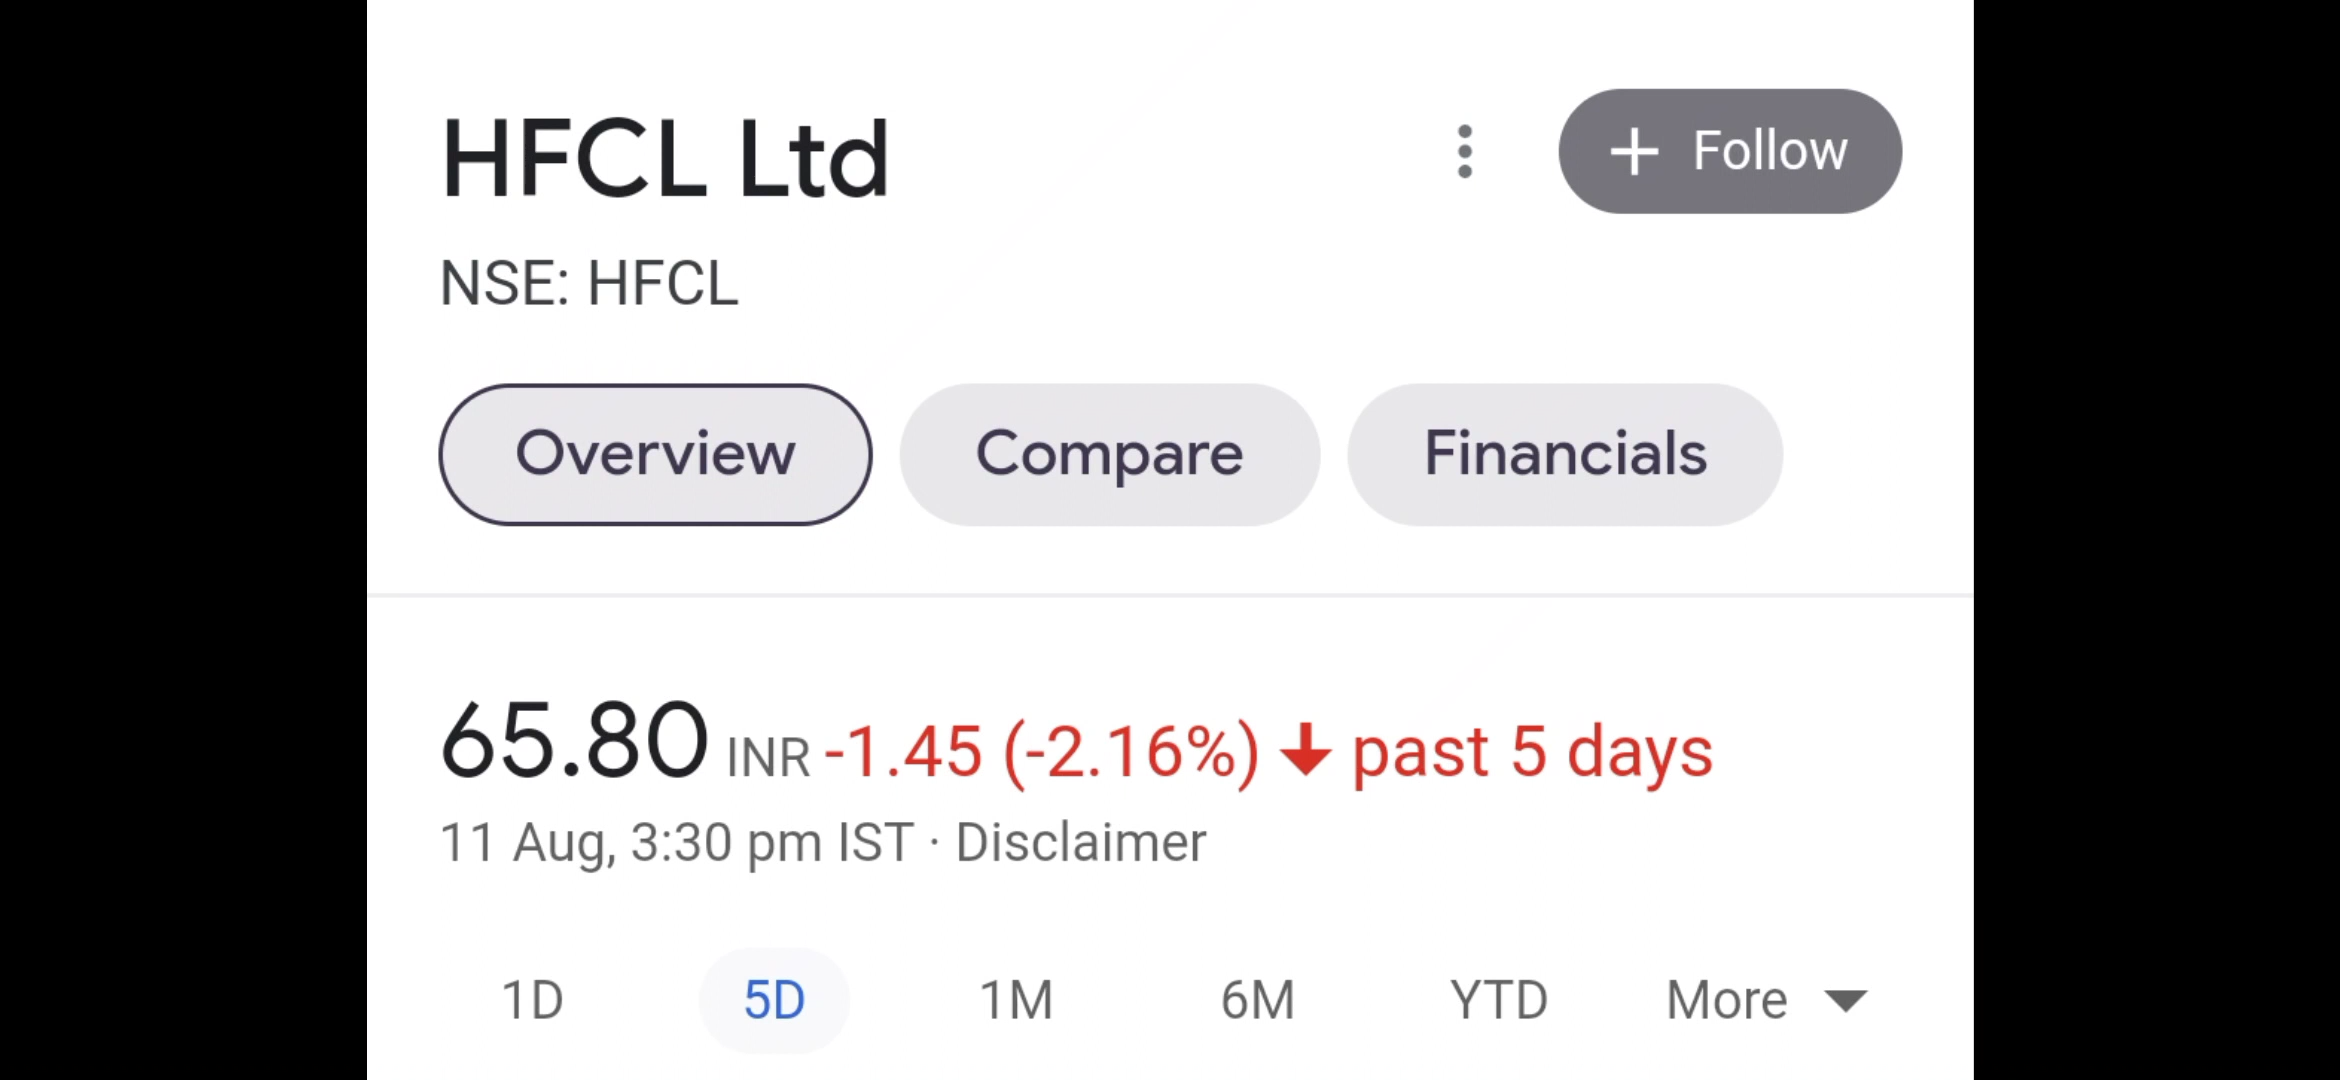 HFCL Ltd
+ Follow
NSE: HFCL
Overview Compare Financials
65.80 INR -1.45 (-2.16%) ↓ past 5 days
11 Aug, 3:30 pm IST · Disclaimer
1D 5D 1M 6M YTD More